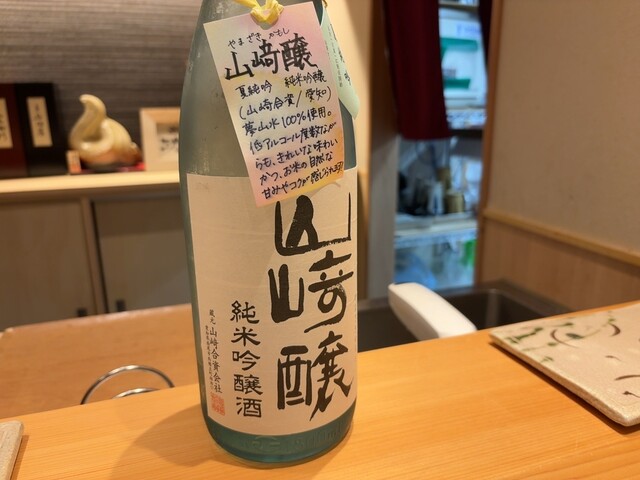 やまざき かもし
山﨑醸
夏純吟 純米吟醸
(山﨑合資/愛知)
夢山水100%使用。
低アルコール度数なが
らも、きれいな味わい
かつ、お米の自然な
甘みやコクが感じられます!
山﨑醸
純米吟醸酒
蔵元 山﨑合資会社